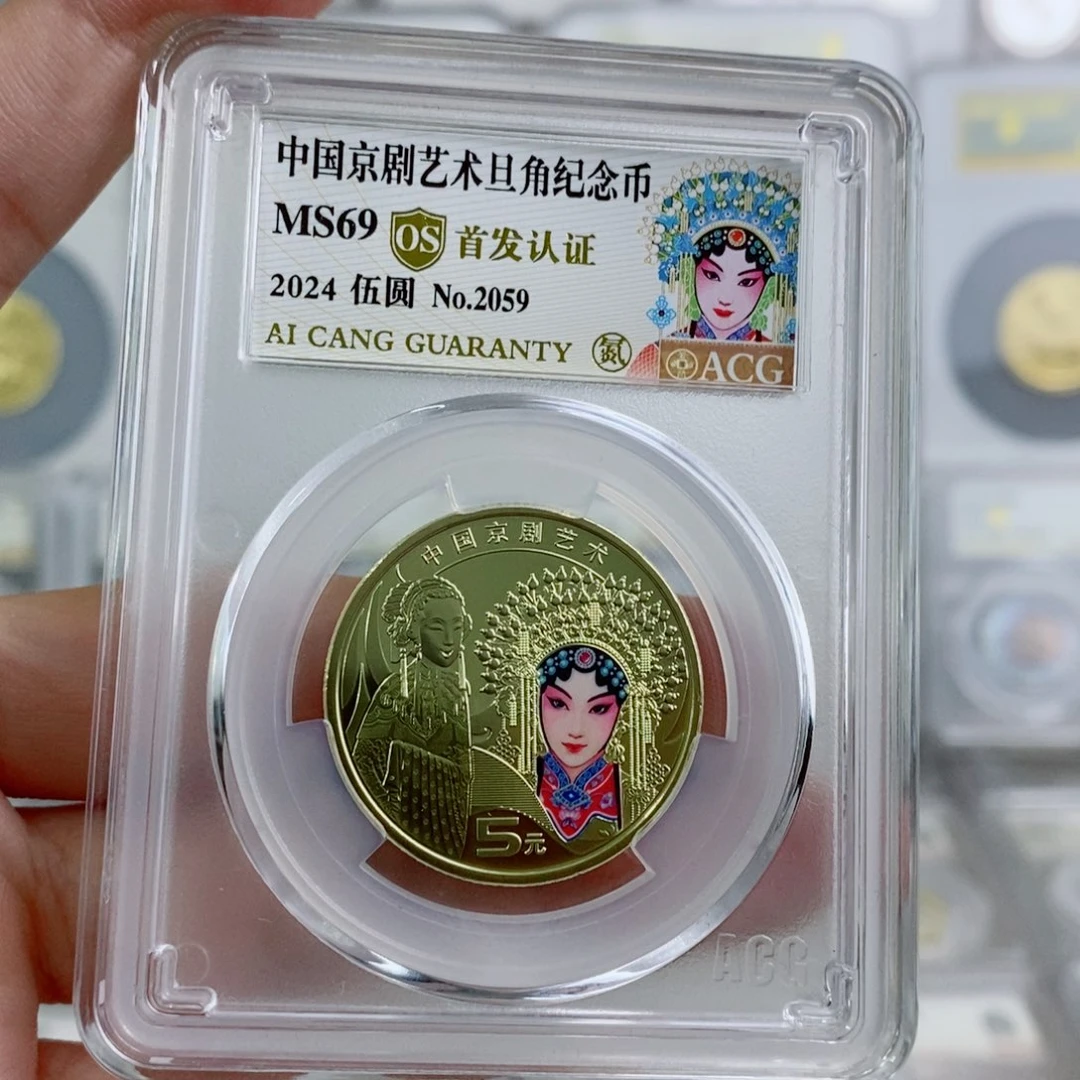 中国京剧艺术旦角纪念币
MS69 OS 首发认证
2024 伍圆 No.2059
AI CANG GUARANTY 氮
ACG
中国京剧艺术
5元
ACG